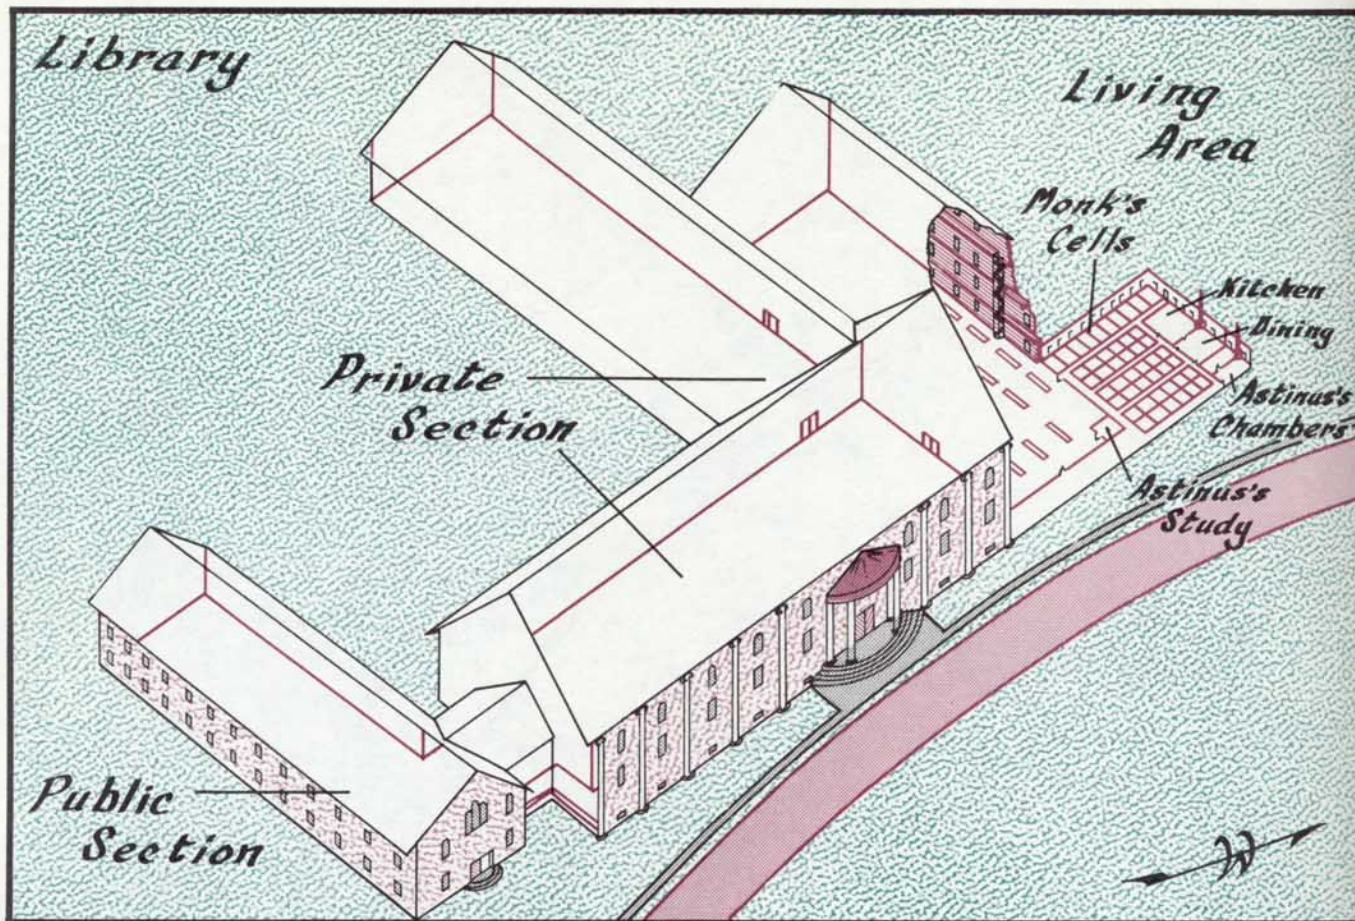 Library
Living
Area
Monk's
Cells
Kitchen
Dining
Private
Section
Astinus's
Chambers
Astinus's
Study
Public
Section
N